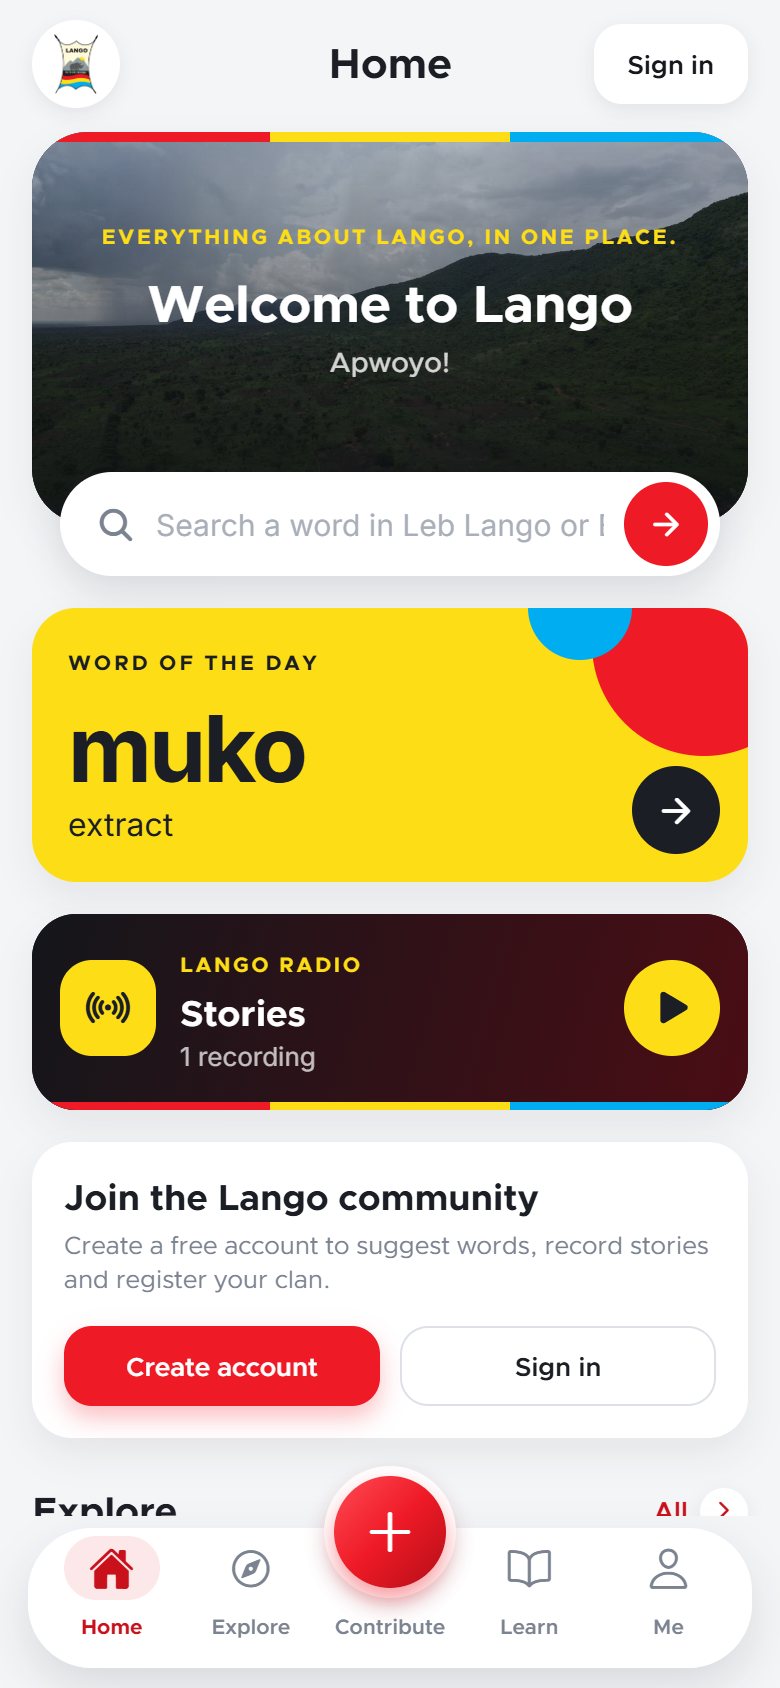 LANGO
Home
Sign in
EVERYTHING ABOUT LANGO, IN ONE PLACE.
Welcome to Lango
Apwoyo!
Search a word in Leb Lango or
WORD OF THE DAY
muko
extract
LANGO RADIO
Stories
1 recording
Join the Lango community
Create a free account to suggest words, record stories
and register your clan.
Create account
Sign in
Explore
All
Home
Explore
Contribute
Learn
Me